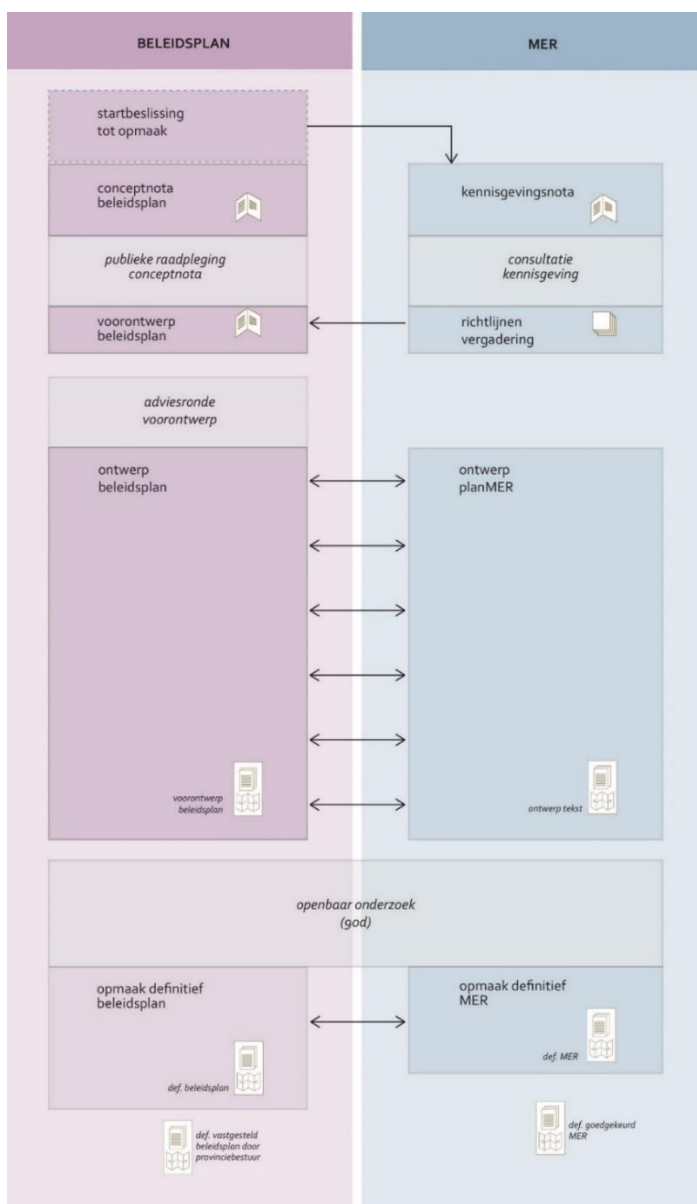 BELEIDSPLAN
MER
startbeslissing
tot opmaak
conceptnota
beleidsplan
kennisgevingsnota
publieke raadpleging
conceptnota
consultatie
kennisgeving
voorontwerp
beleidsplan
richtlijnen
vergadering
adviesronde
voorontwerp
ontwerp
beleidsplan
ontwerp
planMER
voorontwerp
beleidsplan
ontwerp tekst
openbaar onderzoek
(90d)
opmaak definitief
beleidsplan
opmaak definitief
MER
def. beleidsplan
def. MER
def. vastgesteld
beleidsplan door
provinciebestuur
def. goedgekeurd
MER